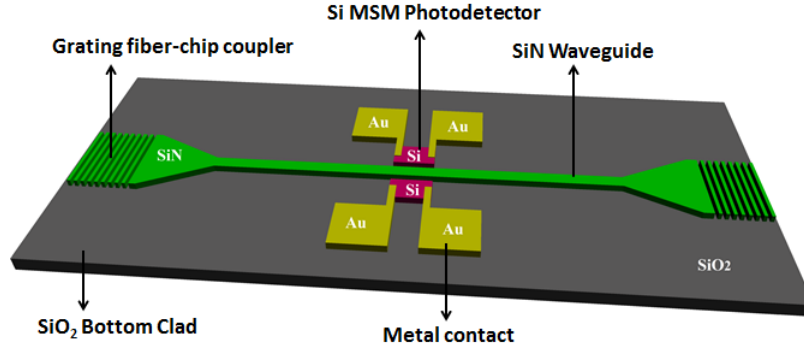 Si MSM Photodetector
Grating fiber-chip coupler
SiN Waveguide
Au
Au
Si
SiN
Si
Au
Au
SiO2
SiO₂ Bottom Clad
Metal contact